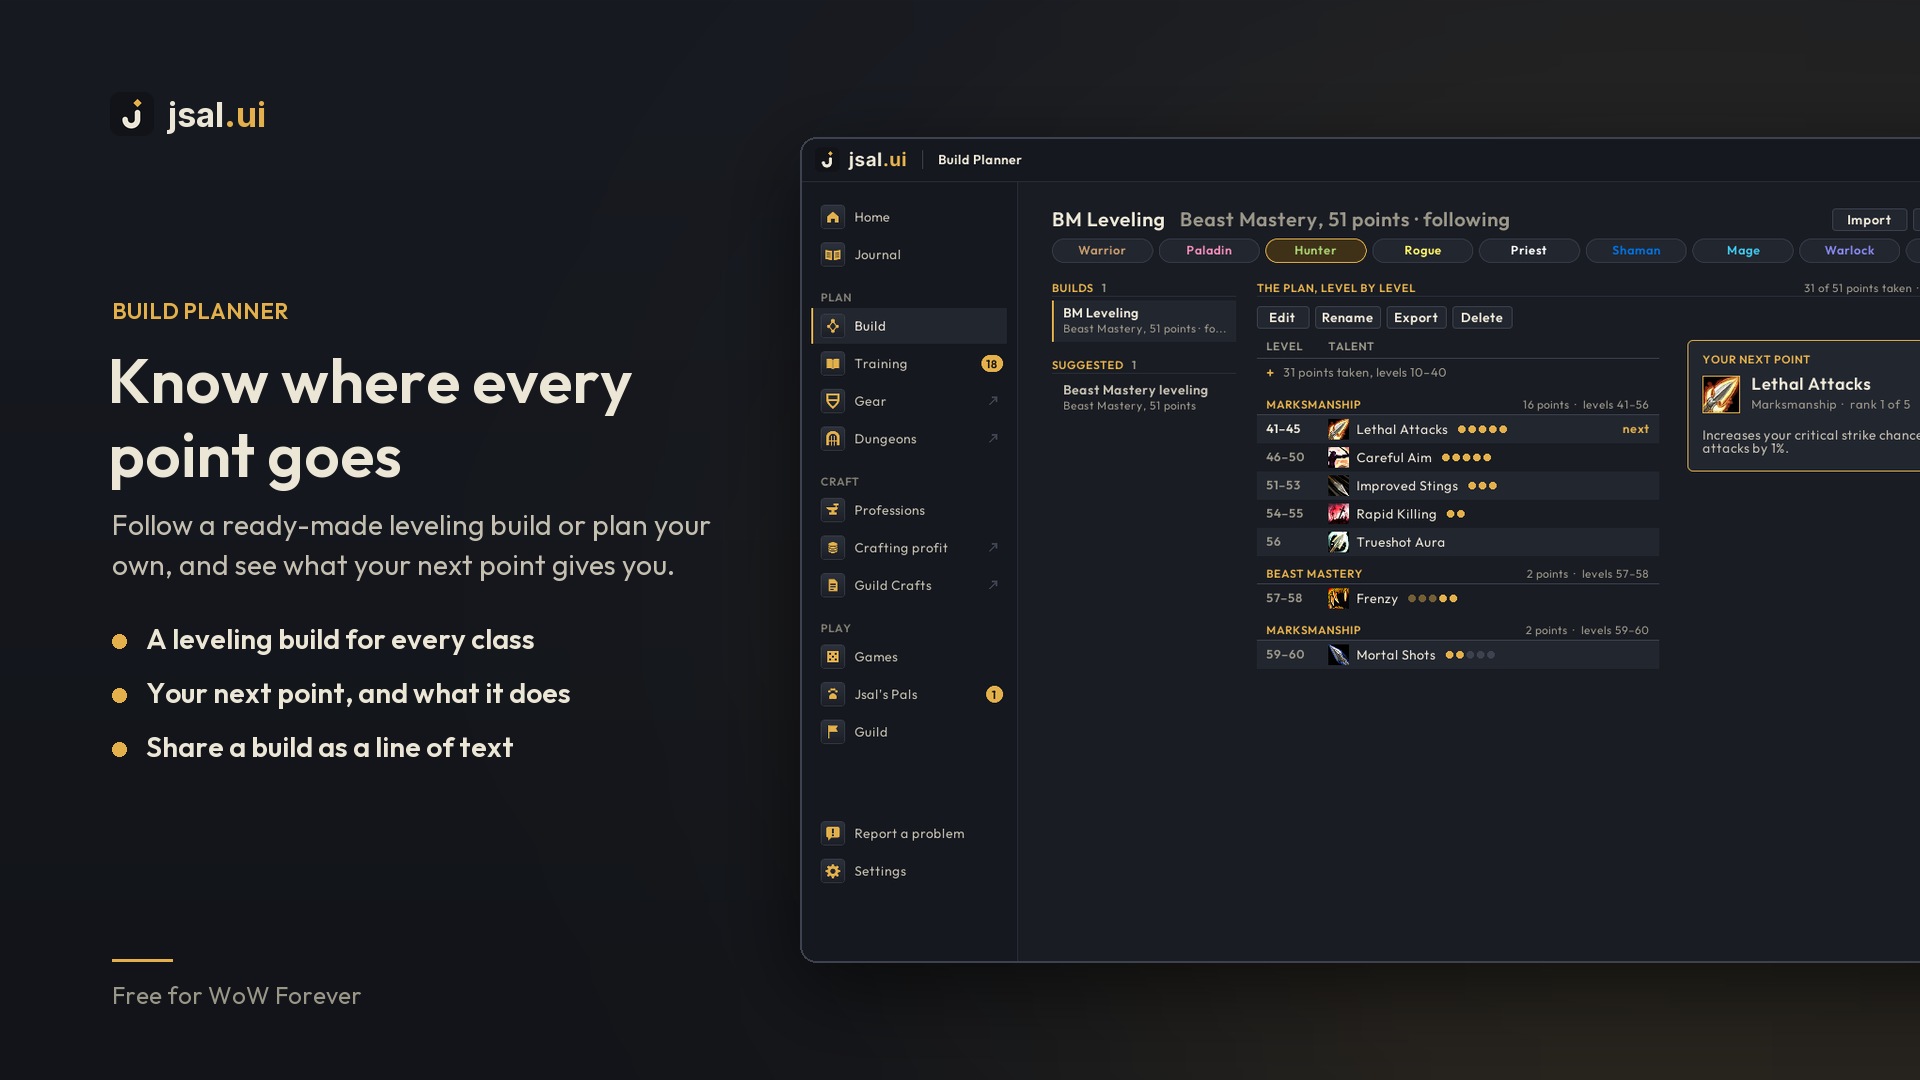 jsal.ui
BUILD PLANNER
Know where every
point goes
Follow a ready-made leveling build or plan your
own, and see what your next point gives you.
A leveling build for every class
Your next point, and what it does
Share a build as a line of text
Free for WoW Forever
jsal.ui
Build Planner
Home
Journal
PLAN
Build
Training 18
Gear
Dungeons
CRAFT
Professions
Crafting profit
Guild Crafts
PLAY
Games
Jsal's Pals 1
Guild
Report a problem
Settings
BM Leveling Beast Mastery, 51 points · following
Import
Warrior Paladin Hunter Rogue Priest Shaman Mage Warlock
BUILDS 1
BM Leveling
Beast Mastery, 51 points · fo...
SUGGESTED 1
Beast Mastery leveling
Beast Mastery, 51 points
THE PLAN, LEVEL BY LEVEL 31 of 51 points taken ·
Edit Rename Export Delete
LEVEL TALENT
+ 31 points taken, levels 10–40
MARKSMANSHIP 16 points · levels 41–56
41–45 Lethal Attacks next
46–50 Careful Aim
51–53 Improved Stings
54–55 Rapid Killing
56 Trueshot Aura
BEAST MASTERY 2 points · levels 57–58
57–58 Frenzy
MARKSMANSHIP 2 points · levels 59–60
59–60 Mortal Shots
YOUR NEXT POINT
Lethal Attacks
Marksmanship · rank 1 of 5
Increases your critical strike chance
attacks by 1%.